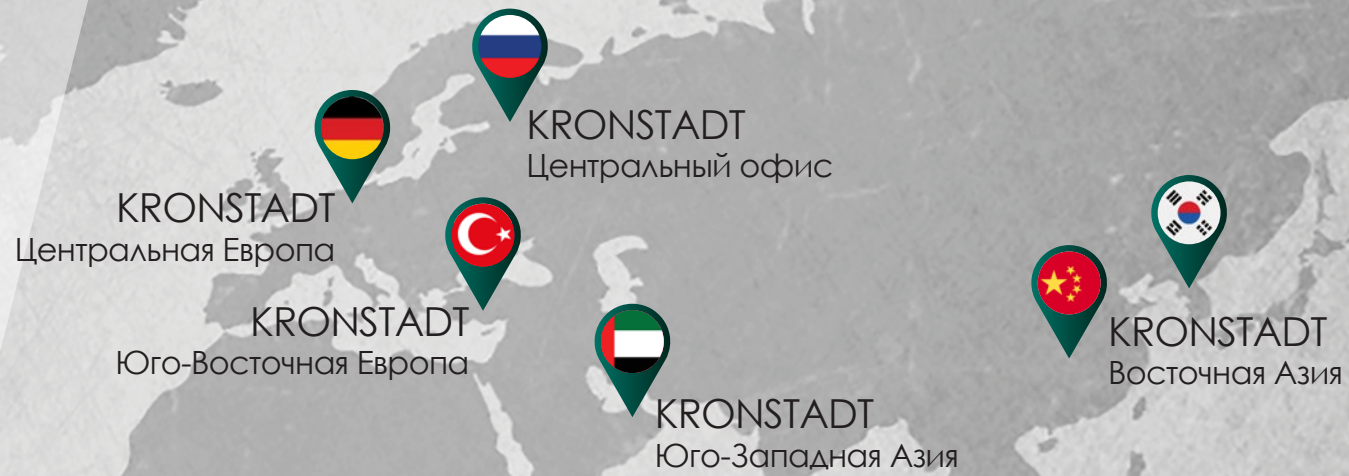 KRONSTADT
Центральный офис
KRONSTADT
Центральная Европа
KRONSTADT
Юго-Восточная Европа
KRONSTADT
Восточная Азия
KRONSTADT
Юго-Западная Азия